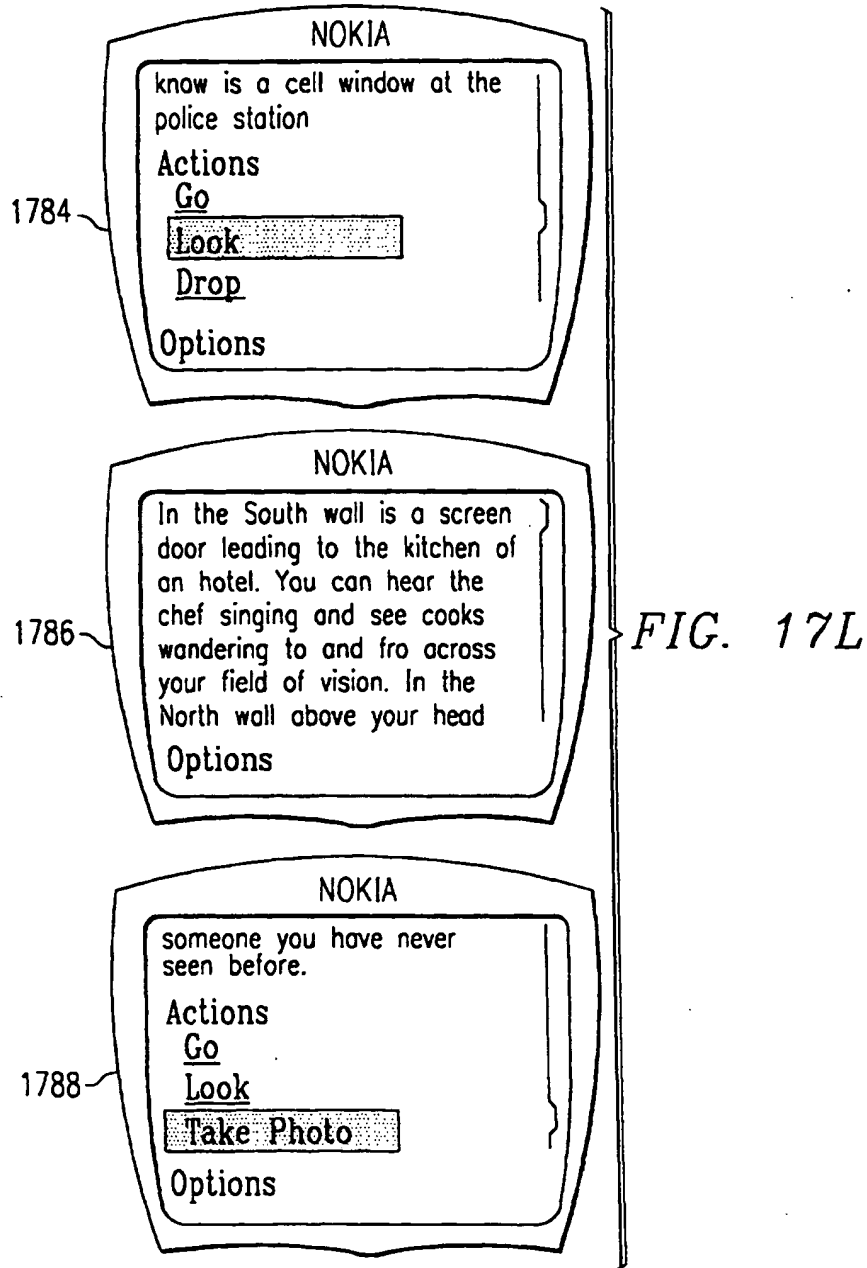 NOKIA
know is a cell window at the
police station
Actions
Go
Look
Drop
Options
1784
NOKIA
In the South wall is a screen
door leading to the kitchen of
an hotel. You can hear the
chef singing and see cooks
wandering to and fro across
your field of vision. In the
North wall above your head
Options
1786
FIG. 17L
NOKIA
someone you have never
seen before.
Actions
Go
Look
Take Photo
Options
1788